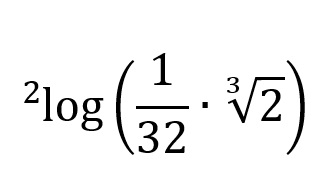 ²log(1/32 · ∛2)